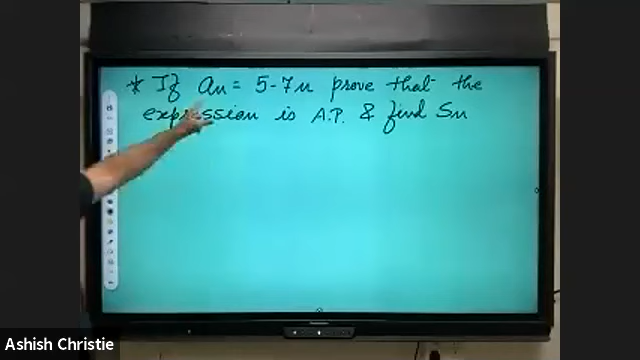 * If an = 5-7n prove that the
expression is A.P. & find Sn
Ashish Christie